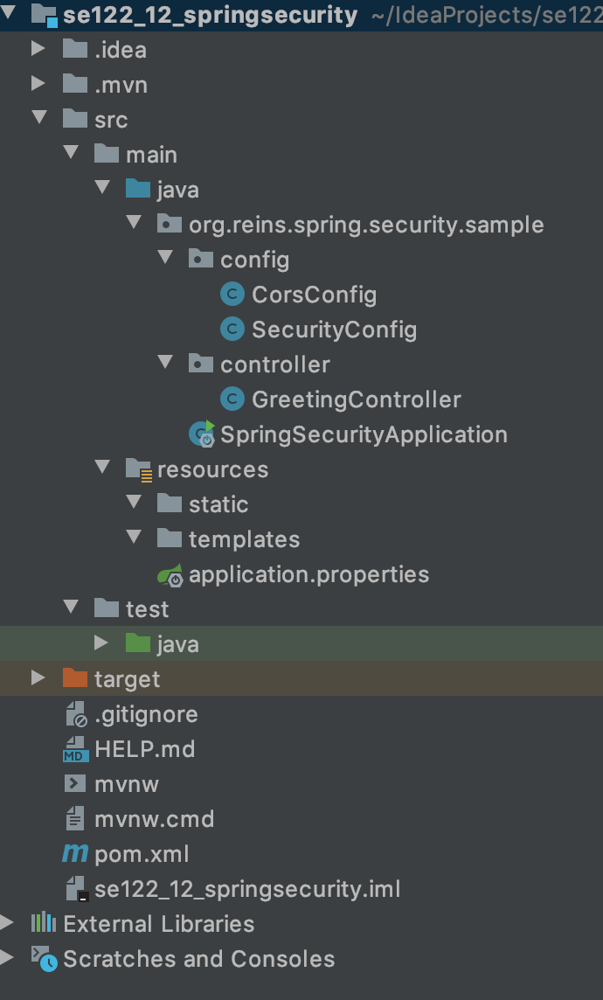 se122_12_springsecurity ~/IdeaProjects/se122
.idea
.mvn
src
main
java
org.reins.spring.security.sample
config
C CorsConfig
C SecurityConfig
controller
C GreetingController
C SpringSecurityApplication
resources
static
templates
application.properties
test
java
target
.gitignore
MD HELP.md
mvnw
mvnw.cmd
m pom.xml
se122_12_springsecurity.iml
External Libraries
Scratches and Consoles